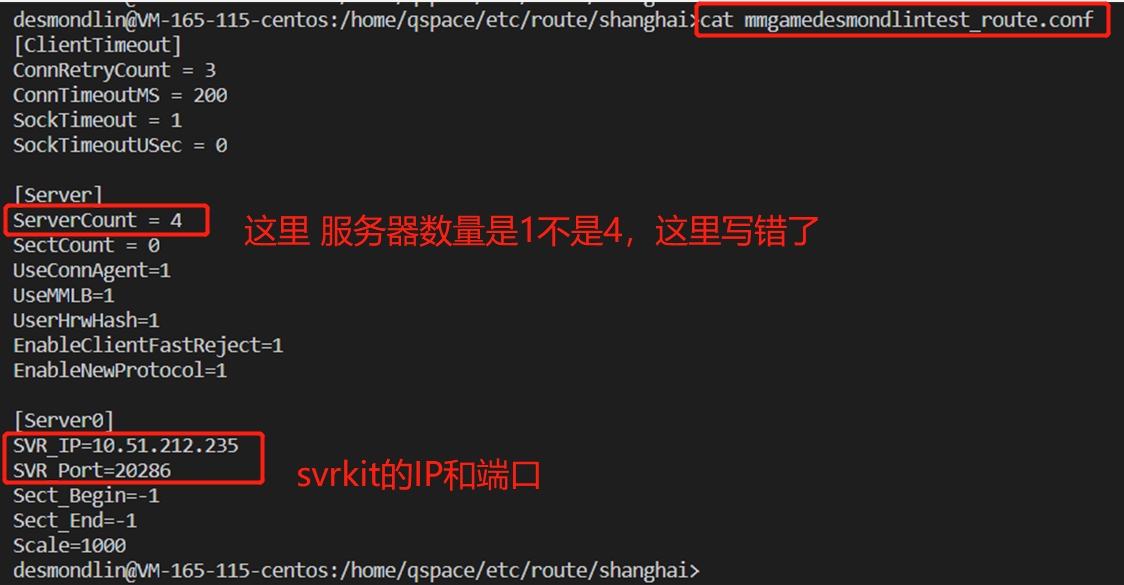 desmondlin@VM-165-115-centos:/home/qspace/etc/route/shanghai>cat mmgamedesmondlintest_route.conf
[ClientTimeout]
ConnRetryCount = 3
ConnTimeoutMS = 200
SockTimeout = 1
SockTimeoutUSec = 0
[Server]
ServerCount = 4
这里 服务器数量是1不是4，这里写错了
SectCount = 0
UseConnAgent=1
UseMMLB=1
UserHrwHash=1
EnableClientFastReject=1
EnableNewProtocol=1
[Server0]
SVR_IP=10.51.212.235
SVR_Port=20286
svrkit的IP和端口
Sect_Begin=-1
Sect_End=-1
Scale=1000
desmondlin@VM-165-115-centos:/home/qspace/etc/route/shanghai>